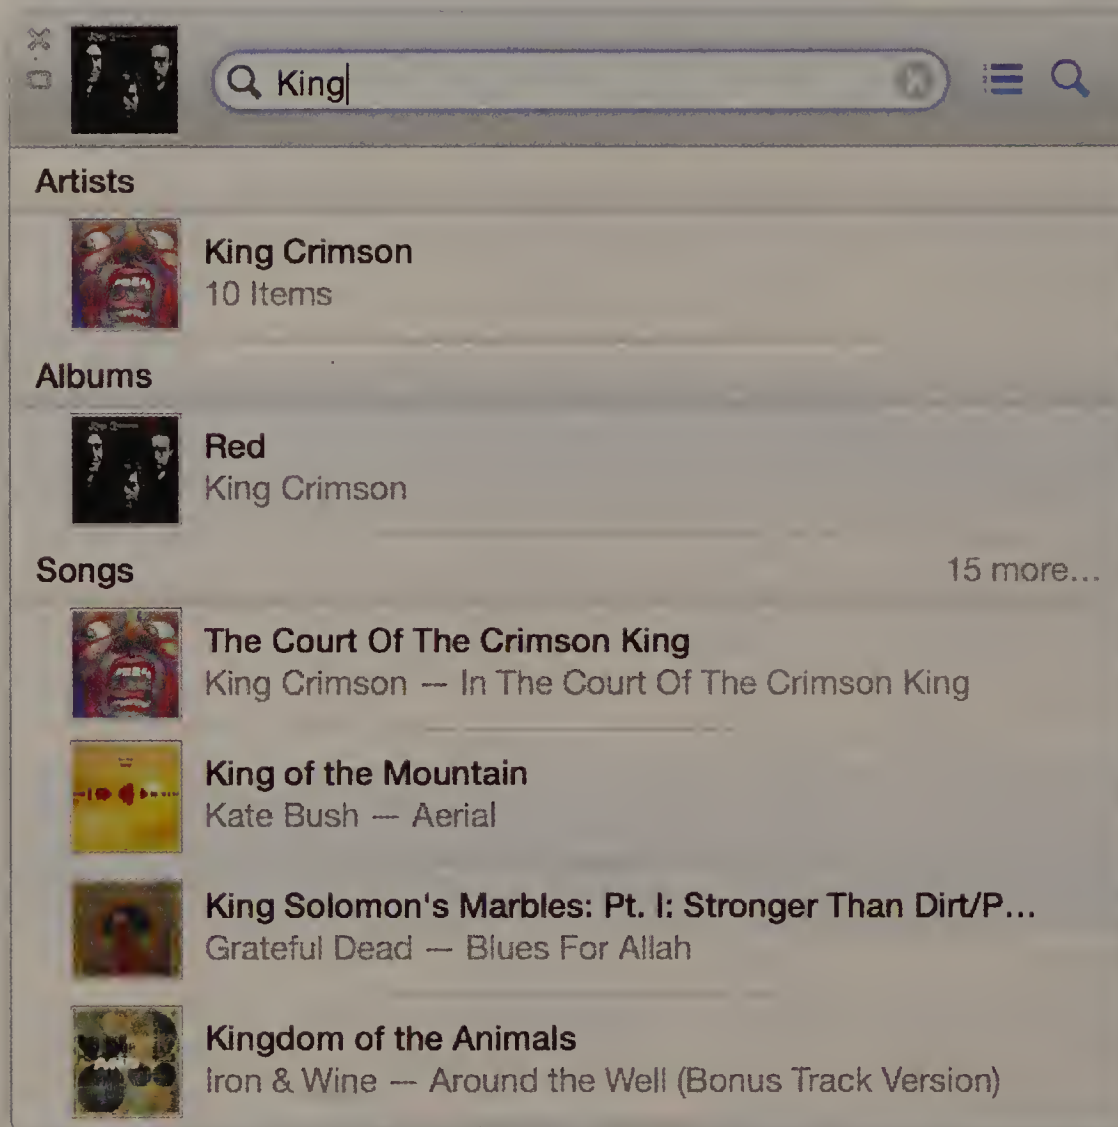 King
Artists
King Crimson
10 Items
Albums
Red
King Crimson
Songs
15 more...
The Court Of The Crimson King
King Crimson — In The Court Of The Crimson King
King of the Mountain
Kate Bush — Aerial
King Solomon's Marbles: Pt. I: Stronger Than Dirt/P...
Grateful Dead — Blues For Allah
Kingdom of the Animals
Iron & Wine — Around the Well (Bonus Track Version)